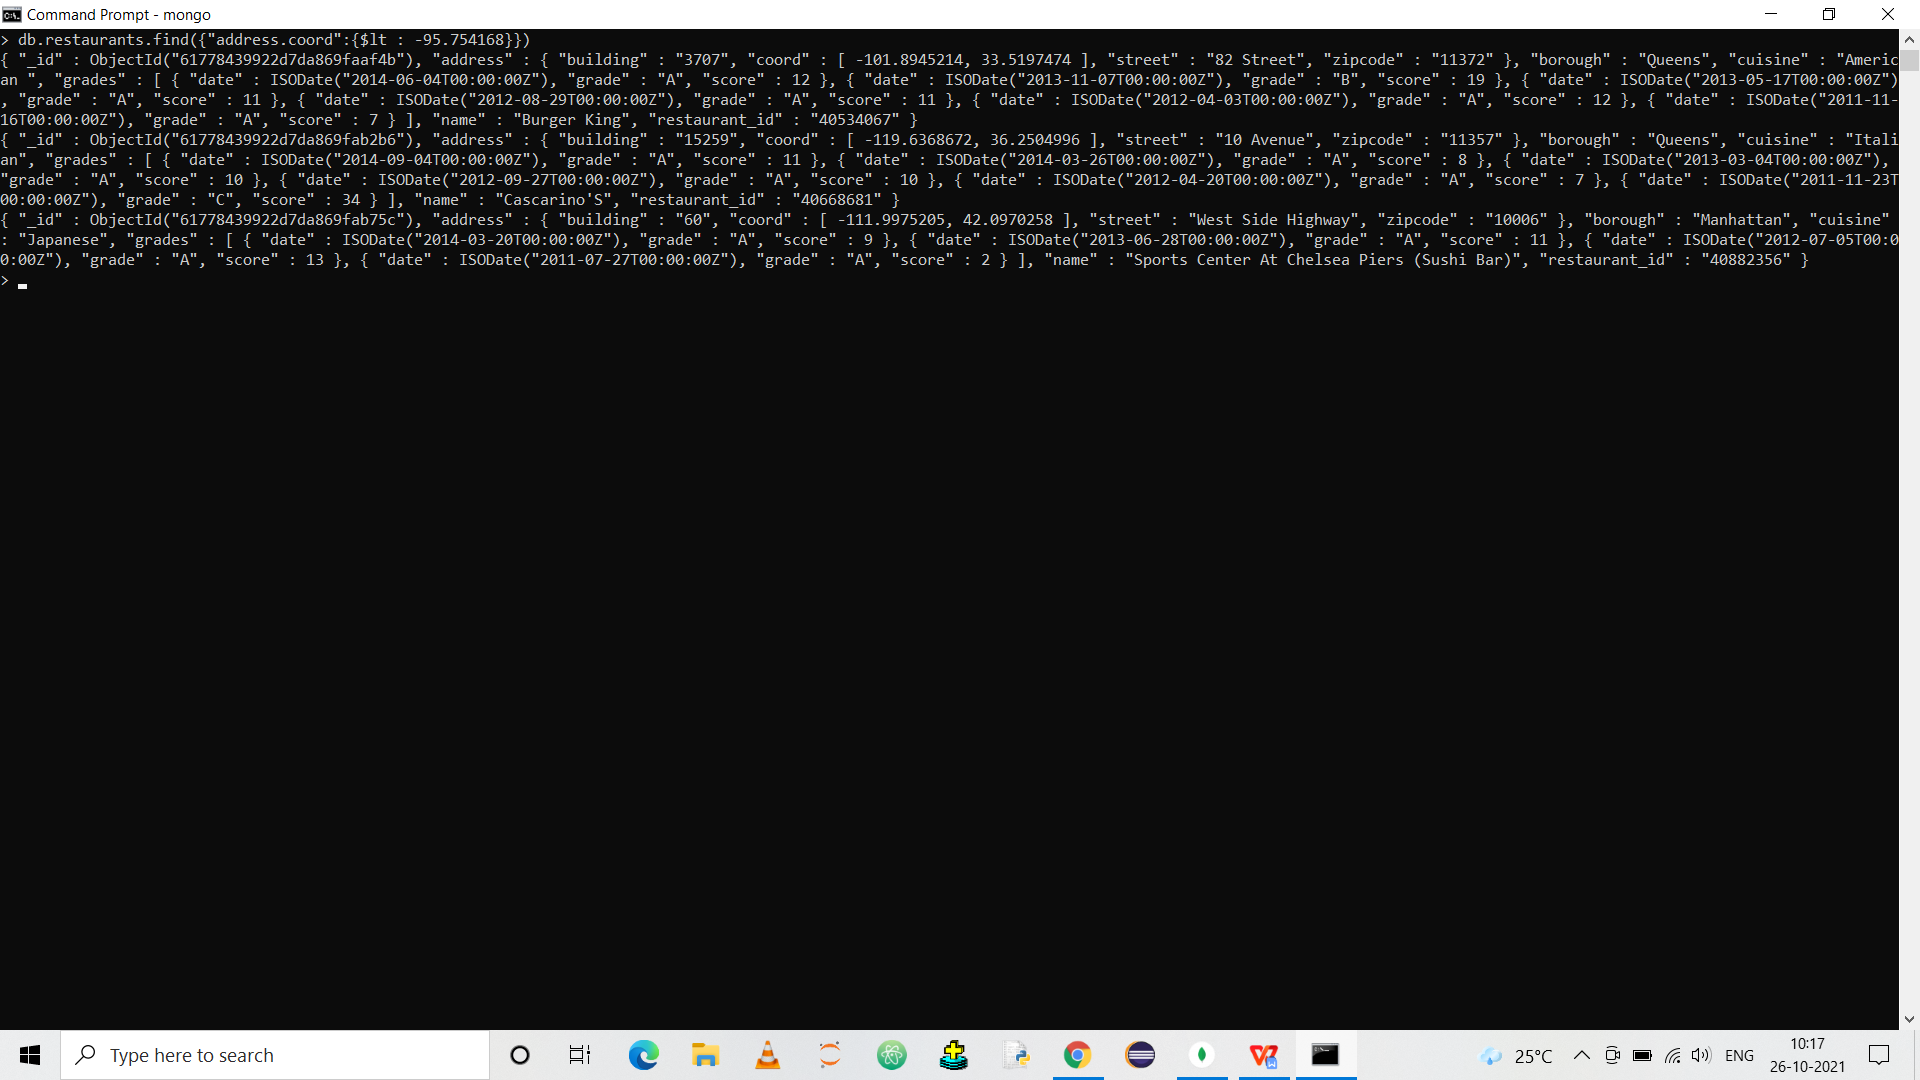 Command Prompt - mongo
> db.restaurants.find({"address.coord":{$lt : -95.754168}})
{ "_id" : ObjectId("61778439922d7da869faaf4b"), "address" : { "building" : "3707", "coord" : [ -101.8945214, 33.5197474 ], "street" : "82 Street", "zipcode" : "11372" }, "borough" : "Queens", "cuisine" : "Americ
an ", "grades" : [ { "date" : ISODate("2014-06-04T00:00:00Z"), "grade" : "A", "score" : 12 }, { "date" : ISODate("2013-11-07T00:00:00Z"), "grade" : "B", "score" : 19 }, { "date" : ISODate("2013-05-17T00:00:00Z")
, "grade" : "A", "score" : 11 }, { "date" : ISODate("2012-08-29T00:00:00Z"), "grade" : "A", "score" : 11 }, { "date" : ISODate("2012-04-03T00:00:00Z"), "grade" : "A", "score" : 12 }, { "date" : ISODate("2011-11-
16T00:00:00Z"), "grade" : "A", "score" : 7 } ], "name" : "Burger King", "restaurant_id" : "40534067" }
{ "_id" : ObjectId("61778439922d7da869fab2b6"), "address" : { "building" : "15259", "coord" : [ -119.6368672, 36.2504996 ], "street" : "10 Avenue", "zipcode" : "11357" }, "borough" : "Queens", "cuisine" : "Itali
an", "grades" : [ { "date" : ISODate("2014-09-04T00:00:00Z"), "grade" : "A", "score" : 11 }, { "date" : ISODate("2014-03-26T00:00:00Z"), "grade" : "A", "score" : 8 }, { "date" : ISODate("2013-03-04T00:00:00Z"),
"grade" : "A", "score" : 10 }, { "date" : ISODate("2012-09-27T00:00:00Z"), "grade" : "A", "score" : 10 }, { "date" : ISODate("2012-04-20T00:00:00Z"), "grade" : "A", "score" : 7 }, { "date" : ISODate("2011-11-23T
00:00:00Z"), "grade" : "C", "score" : 34 } ], "name" : "Cascarino'S", "restaurant_id" : "40668681" }
{ "_id" : ObjectId("61778439922d7da869fab75c"), "address" : { "building" : "60", "coord" : [ -111.9975205, 42.0970258 ], "street" : "West Side Highway", "zipcode" : "10006" }, "borough" : "Manhattan", "cuisine"
: "Japanese", "grades" : [ { "date" : ISODate("2014-03-20T00:00:00Z"), "grade" : "A", "score" : 9 }, { "date" : ISODate("2013-06-28T00:00:00Z"), "grade" : "A", "score" : 11 }, { "date" : ISODate("2012-07-05T00:0
0:00Z"), "grade" : "A", "score" : 13 }, { "date" : ISODate("2011-07-27T00:00:00Z"), "grade" : "A", "score" : 2 } ], "name" : "Sports Center At Chelsea Piers (Sushi Bar)", "restaurant_id" : "40882356" }
>
Type here to search
25°C
ENG
10:17
26-10-2021